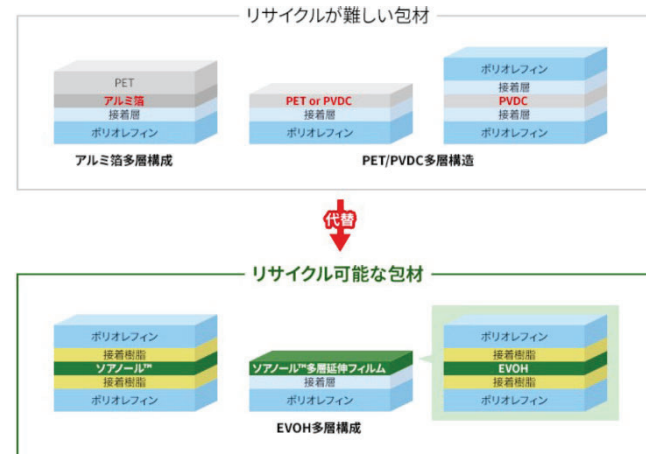 リサイクルが難しい包材
PET
アルミ箔
接着層
ポリオレフィン
アルミ箔多層構成
PET or PVDC
接着層
ポリオレフィン
ポリオレフィン
接着層
PVDC
接着層
ポリオレフィン
PET/PVDC多層構造
代替
リサイクル可能な包材
ポリオレフィン
接着樹脂
ソアノール™
接着樹脂
ポリオレフィン
ソアノール™多層延伸フィルム
接着層
ポリオレフィン
ポリオレフィン
接着樹脂
EVOH
接着樹脂
ポリオレフィン
EVOH多層構成